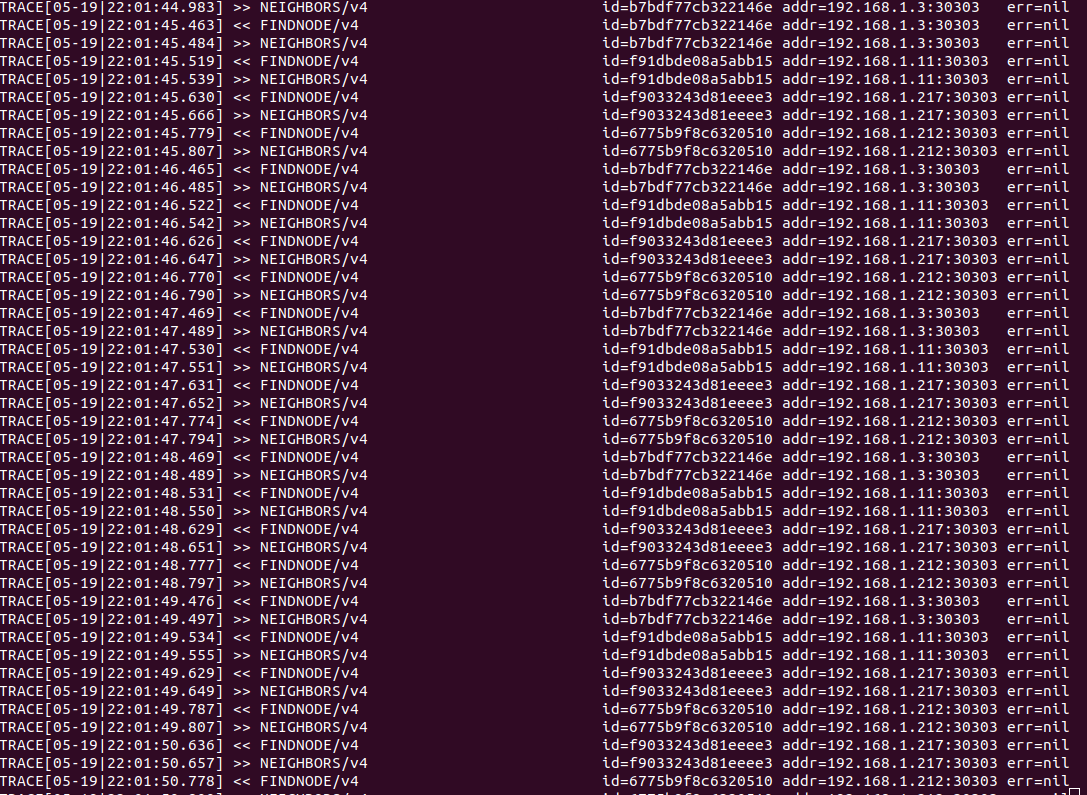 TRACE[05-19|22:01:44.983] >> NEIGHBORS/v4 id=b7bdf77cb322146e addr=192.168.1.3:30303 err=nil
TRACE[05-19|22:01:45.463] << FINDNODE/v4 id=b7bdf77cb322146e addr=192.168.1.3:30303 err=nil
TRACE[05-19|22:01:45.484] >> NEIGHBORS/v4 id=b7bdf77cb322146e addr=192.168.1.3:30303 err=nil
TRACE[05-19|22:01:45.519] << FINDNODE/v4 id=f91dbde08a5abb15 addr=192.168.1.11:30303 err=nil
TRACE[05-19|22:01:45.539] >> NEIGHBORS/v4 id=f91dbde08a5abb15 addr=192.168.1.11:30303 err=nil
TRACE[05-19|22:01:45.630] << FINDNODE/v4 id=f9033243d81eeee3 addr=192.168.1.217:30303 err=nil
TRACE[05-19|22:01:45.666] >> NEIGHBORS/v4 id=f9033243d81eeee3 addr=192.168.1.217:30303 err=nil
TRACE[05-19|22:01:45.779] << FINDNODE/v4 id=6775b9f8c6320510 addr=192.168.1.212:30303 err=nil
TRACE[05-19|22:01:45.807] >> NEIGHBORS/v4 id=6775b9f8c6320510 addr=192.168.1.212:30303 err=nil
TRACE[05-19|22:01:46.465] << FINDNODE/v4 id=b7bdf77cb322146e addr=192.168.1.3:30303 err=nil
TRACE[05-19|22:01:46.485] >> NEIGHBORS/v4 id=b7bdf77cb322146e addr=192.168.1.3:30303 err=nil
TRACE[05-19|22:01:46.522] << FINDNODE/v4 id=f91dbde08a5abb15 addr=192.168.1.11:30303 err=nil
TRACE[05-19|22:01:46.542] >> NEIGHBORS/v4 id=f91dbde08a5abb15 addr=192.168.1.11:30303 err=nil
TRACE[05-19|22:01:46.626] << FINDNODE/v4 id=f9033243d81eeee3 addr=192.168.1.217:30303 err=nil
TRACE[05-19|22:01:46.647] >> NEIGHBORS/v4 id=f9033243d81eeee3 addr=192.168.1.217:30303 err=nil
TRACE[05-19|22:01:46.770] << FINDNODE/v4 id=6775b9f8c6320510 addr=192.168.1.212:30303 err=nil
TRACE[05-19|22:01:46.790] >> NEIGHBORS/v4 id=6775b9f8c6320510 addr=192.168.1.212:30303 err=nil
TRACE[05-19|22:01:47.469] << FINDNODE/v4 id=b7bdf77cb322146e addr=192.168.1.3:30303 err=nil
TRACE[05-19|22:01:47.489] >> NEIGHBORS/v4 id=b7bdf77cb322146e addr=192.168.1.3:30303 err=nil
TRACE[05-19|22:01:47.530] << FINDNODE/v4 id=f91dbde08a5abb15 addr=192.168.1.11:30303 err=nil
TRACE[05-19|22:01:47.551] >> NEIGHBORS/v4 id=f91dbde08a5abb15 addr=192.168.1.11:30303 err=nil
TRACE[05-19|22:01:47.631] << FINDNODE/v4 id=f9033243d81eeee3 addr=192.168.1.217:30303 err=nil
TRACE[05-19|22:01:47.652] >> NEIGHBORS/v4 id=f9033243d81eeee3 addr=192.168.1.217:30303 err=nil
TRACE[05-19|22:01:47.774] << FINDNODE/v4 id=6775b9f8c6320510 addr=192.168.1.212:30303 err=nil
TRACE[05-19|22:01:47.794] >> NEIGHBORS/v4 id=6775b9f8c6320510 addr=192.168.1.212:30303 err=nil
TRACE[05-19|22:01:48.469] << FINDNODE/v4 id=b7bdf77cb322146e addr=192.168.1.3:30303 err=nil
TRACE[05-19|22:01:48.489] >> NEIGHBORS/v4 id=b7bdf77cb322146e addr=192.168.1.3:30303 err=nil
TRACE[05-19|22:01:48.531] << FINDNODE/v4 id=f91dbde08a5abb15 addr=192.168.1.11:30303 err=nil
TRACE[05-19|22:01:48.550] >> NEIGHBORS/v4 id=f91dbde08a5abb15 addr=192.168.1.11:30303 err=nil
TRACE[05-19|22:01:48.629] << FINDNODE/v4 id=f9033243d81eeee3 addr=192.168.1.217:30303 err=nil
TRACE[05-19|22:01:48.651] >> NEIGHBORS/v4 id=f9033243d81eeee3 addr=192.168.1.217:30303 err=nil
TRACE[05-19|22:01:48.777] << FINDNODE/v4 id=6775b9f8c6320510 addr=192.168.1.212:30303 err=nil
TRACE[05-19|22:01:48.797] >> NEIGHBORS/v4 id=6775b9f8c6320510 addr=192.168.1.212:30303 err=nil
TRACE[05-19|22:01:49.476] << FINDNODE/v4 id=b7bdf77cb322146e addr=192.168.1.3:30303 err=nil
TRACE[05-19|22:01:49.497] >> NEIGHBORS/v4 id=b7bdf77cb322146e addr=192.168.1.3:30303 err=nil
TRACE[05-19|22:01:49.534] << FINDNODE/v4 id=f91dbde08a5abb15 addr=192.168.1.11:30303 err=nil
TRACE[05-19|22:01:49.555] >> NEIGHBORS/v4 id=f91dbde08a5abb15 addr=192.168.1.11:30303 err=nil
TRACE[05-19|22:01:49.629] << FINDNODE/v4 id=f9033243d81eeee3 addr=192.168.1.217:30303 err=nil
TRACE[05-19|22:01:49.649] >> NEIGHBORS/v4 id=f9033243d81eeee3 addr=192.168.1.217:30303 err=nil
TRACE[05-19|22:01:49.787] << FINDNODE/v4 id=6775b9f8c6320510 addr=192.168.1.212:30303 err=nil
TRACE[05-19|22:01:49.807] >> NEIGHBORS/v4 id=6775b9f8c6320510 addr=192.168.1.212:30303 err=nil
TRACE[05-19|22:01:50.636] << FINDNODE/v4 id=f9033243d81eeee3 addr=192.168.1.217:30303 err=nil
TRACE[05-19|22:01:50.657] >> NEIGHBORS/v4 id=f9033243d81eeee3 addr=192.168.1.217:30303 err=nil
TRACE[05-19|22:01:50.778] << FINDNODE/v4 id=6775b9f8c6320510 addr=192.168.1.212:30303 err=nil